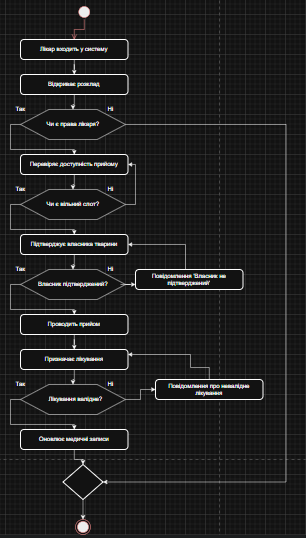 Лікар входить у систему
Відкриває розклад
Так
Ні
Чи є права лікаря?
Перевіряє доступність прийому
Так
Ні
Чи є вільний слот?
Підтверджує власника тварини
Так
Ні
Власник підтверджений?
Повідомлення 'Власник не
підтверджений'
Проводить прийом
Призначає лікування
Так
Ні
Лікування валідне?
Повідомлення про невалідне
лікування
Оновлює медичні записи